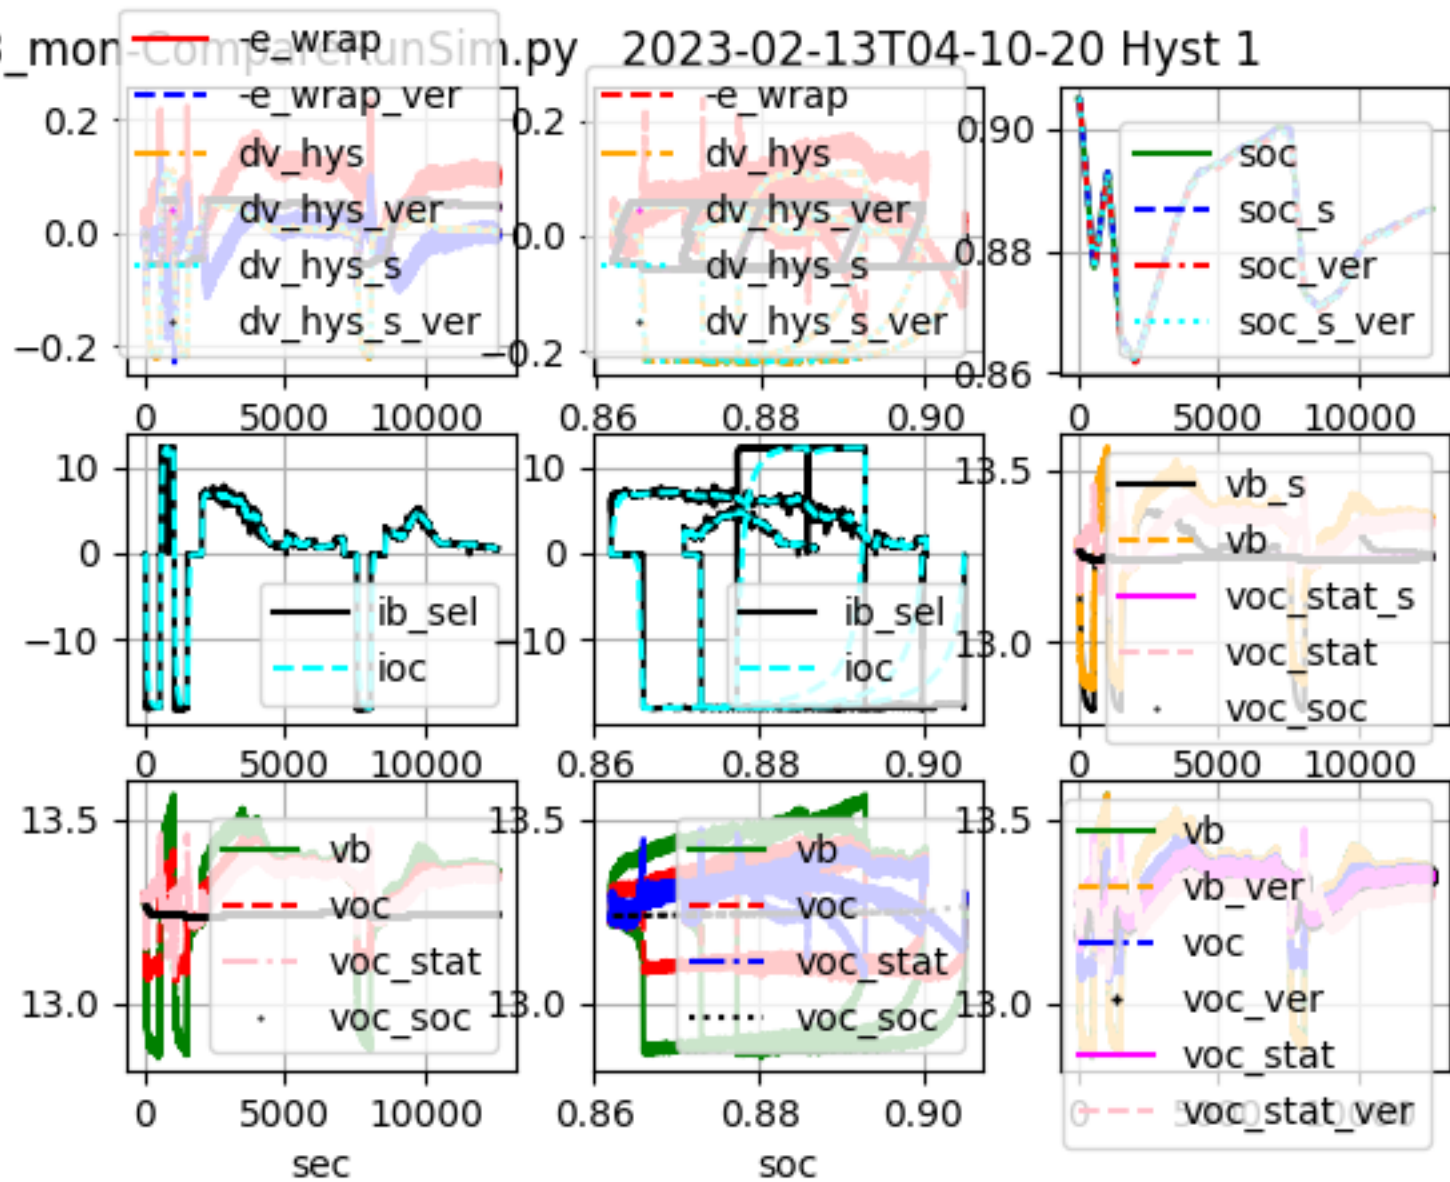 _mon-CompareRunSim.py 2023-02-13T04-10-20 Hyst 1
-e_wrap
-e_wrap_ver
dv_hys
dv_hys_ver
dv_hys_s
dv_hys_s_ver
0.2
0.0
−0.2
0
5000
10000
-e_wrap
dv_hys
dv_hys_ver
dv_hys_s
dv_hys_s_ver
0.2
0.0
−0.2
0.86
0.88
0.90
soc
soc_s
soc_ver
soc_s_ver
0.90
0.88
0.86
0
5000
10000
ib_sel
ioc
10
0
−10
0
5000
10000
ib_sel
ioc
10
0
−10
0.86
0.88
0.90
vb_s
vb
voc_stat_s
voc_stat
voc_soc
13.5
13.0
0
5000
10000
vb
voc
voc_stat
voc_soc
13.5
13.0
0
5000
10000
sec
vb
voc
voc_stat
voc_soc
13.5
13.0
0.86
0.88
0.90
soc
vb
vb_ver
voc
voc_ver
voc_stat
voc_stat_ver
13.5
13.0
0
5000
10000